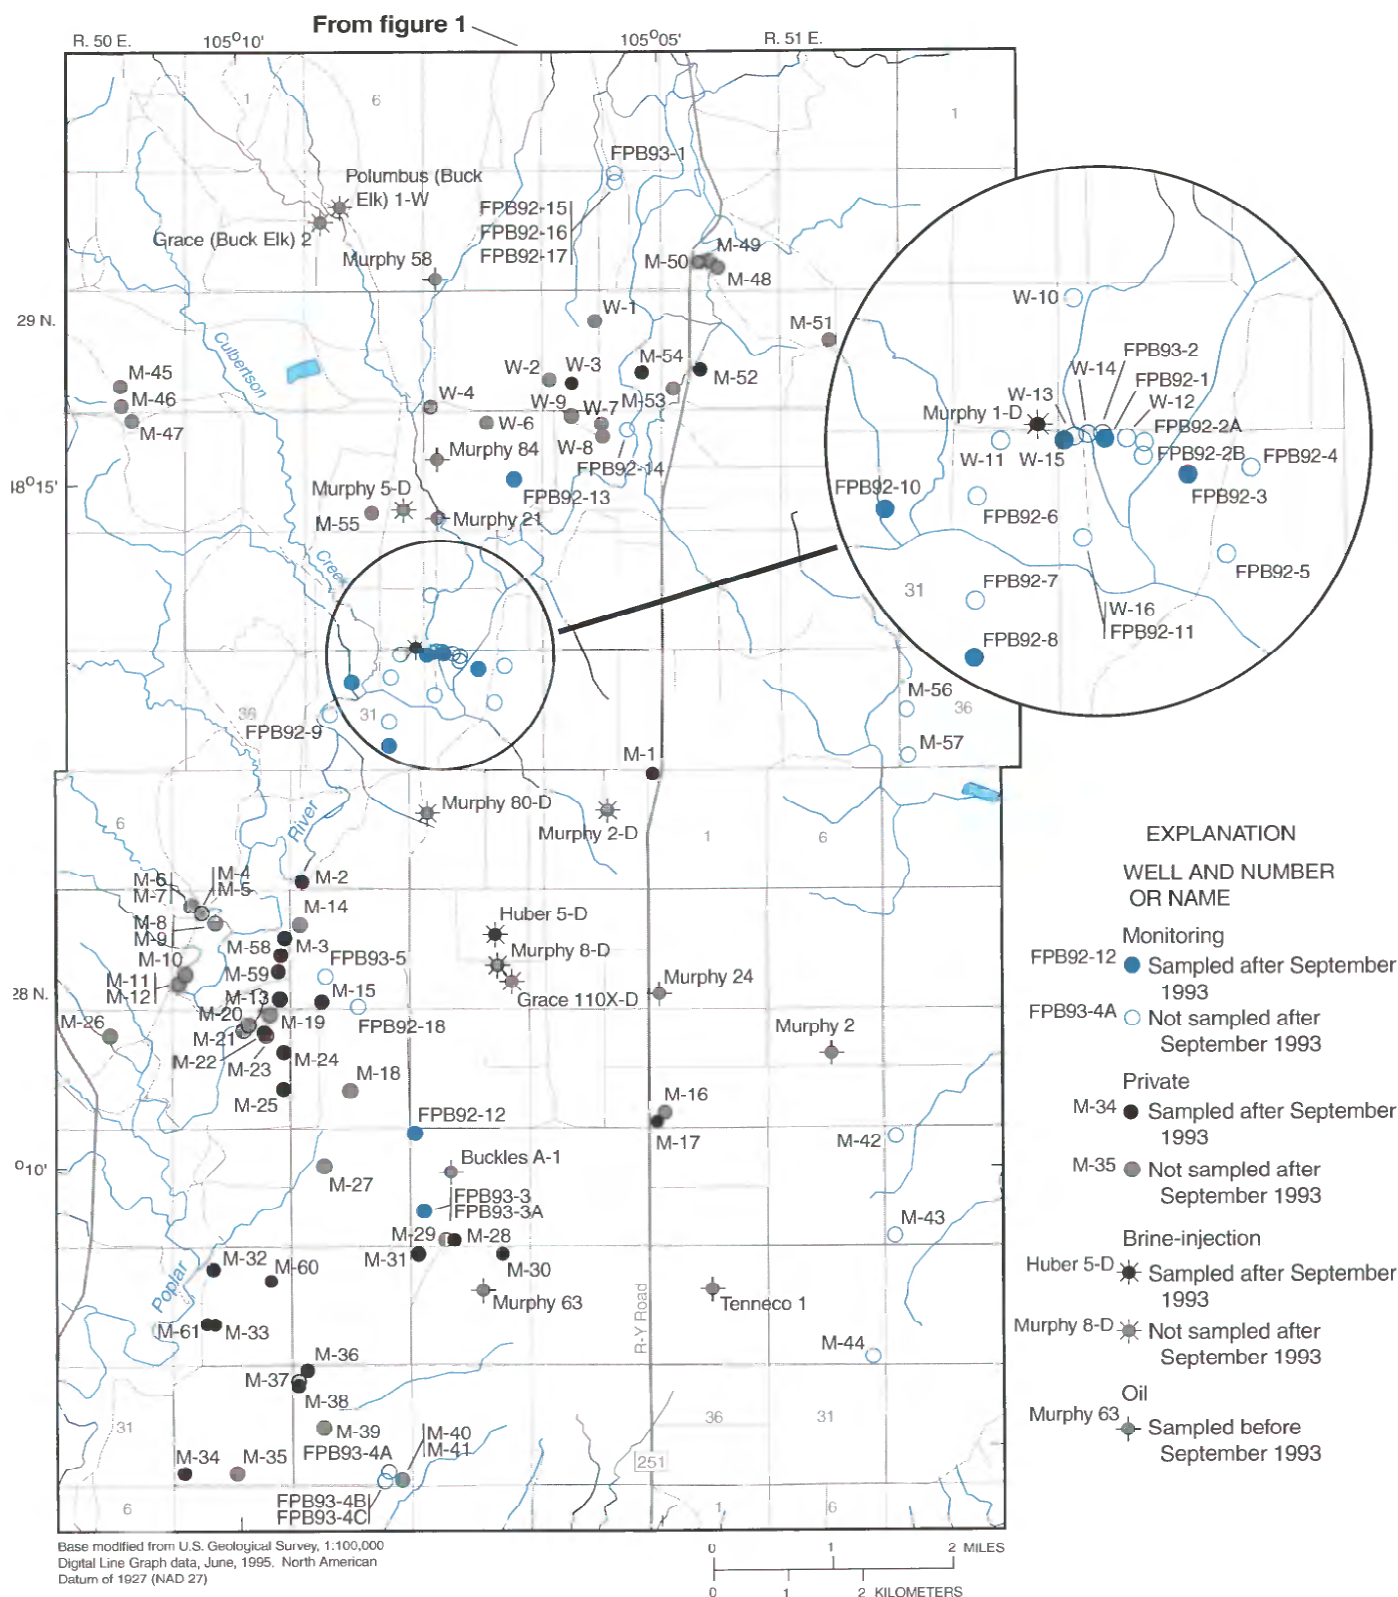 From figure 1
R. 50 E.
105°10'
105°05'
R. 51 E.
1
6
1
FPB93-1
Polumbus (Buck
Elk) 1-W
FPB92-15
FPB92-16
FPB92-17
Grace (Buck Elk) 2
Murphy 58
M-49
M-50
M-48
W-10
29 N.
W-1
M-51
Culbertson
FPB93-2
W-14
FPB92-1
W-13
W-12
Murphy 1-D
FPB92-2A
W-11
W-15
FPB92-2B
FPB92-4
FPB92-3
FPB92-10
FPB92-6
FPB92-5
FPB92-7
31
W-16
FPB92-11
FPB92-8
M-45
M-46
M-47
W-2
W-3
M-54
M-52
W-4
W-9
W-7
M-53
W-6
W-8
Murphy 84
FPB92-14
8°15'
Murphy 5-D
FPB92-13
M-55
Murphy 21
Creek
M-56
36
31
36
FPB92-9
M-57
M-1
Murphy 80-D
Murphy 2-D
6
River
1
6
M-6
M-4
M-7
M-5
M-2
M-8
M-14
M-9
M-58
M-3
Huber 5-D
M-10
Murphy 8-D
M-11
M-59
FPB93-5
M-12
Murphy 24
28 N.
M-13
M-15
Grace 110X-D
M-20
M-19
FPB92-18
M-26
M-21
Murphy 2
M-22
M-24
M-23
M-18
M-25
M-16
FPB92-12
M-17
M-42
°10'
Buckles A-1
M-27
FPB93-3
FPB93-3A
M-43
M-29
M-28
M-32
M-31
M-60
M-30
Poplar
Murphy 63
Tenneco 1
M-61
M-33
R-Y Road
M-44
M-36
M-37
M-38
31
M-39
M-40
36
31
FPB93-4A
M-41
M-34
M-35
251
FPB93-4B
FPB93-4C
6
1
6
EXPLANATION
WELL AND NUMBER
OR NAME
Monitoring
FPB92-12
Sampled after September
1993
FPB93-4A
Not sampled after
September 1993
Private
M-34
Sampled after September
1993
M-35
Not sampled after
September 1993
Brine-injection
Huber 5-D
Sampled after September
1993
Murphy 8-D
Not sampled after
September 1993
Oil
Murphy 63
Sampled before
September 1993
Base modified from U.S. Geological Survey, 1:100,000
Digital Line Graph data, June, 1995. North American
Datum of 1927 (NAD 27)
0 1 2 MILES
0 1 2 KILOMETERS